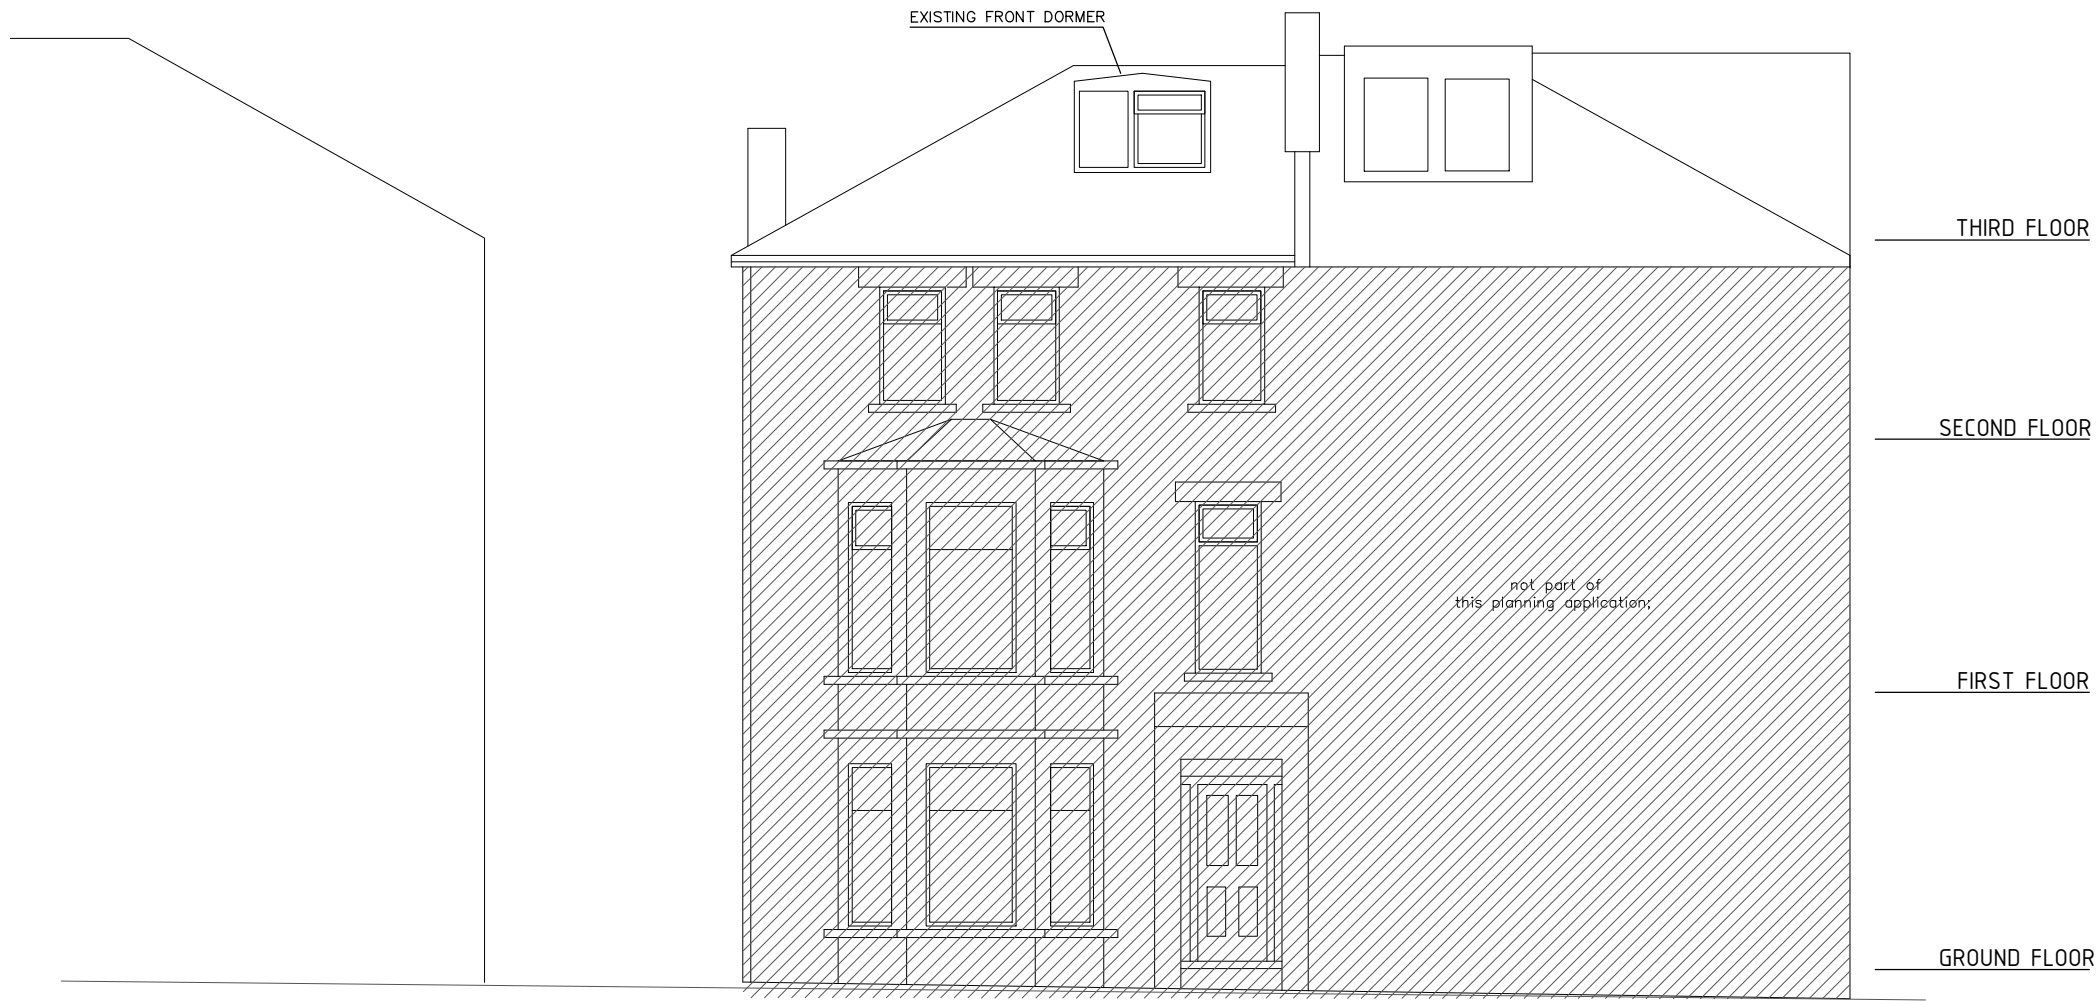 EXISTING FRONT DORMER
THIRD FLOOR
SECOND FLOOR
not part of
this planning application;
FIRST FLOOR
GROUND FLOOR